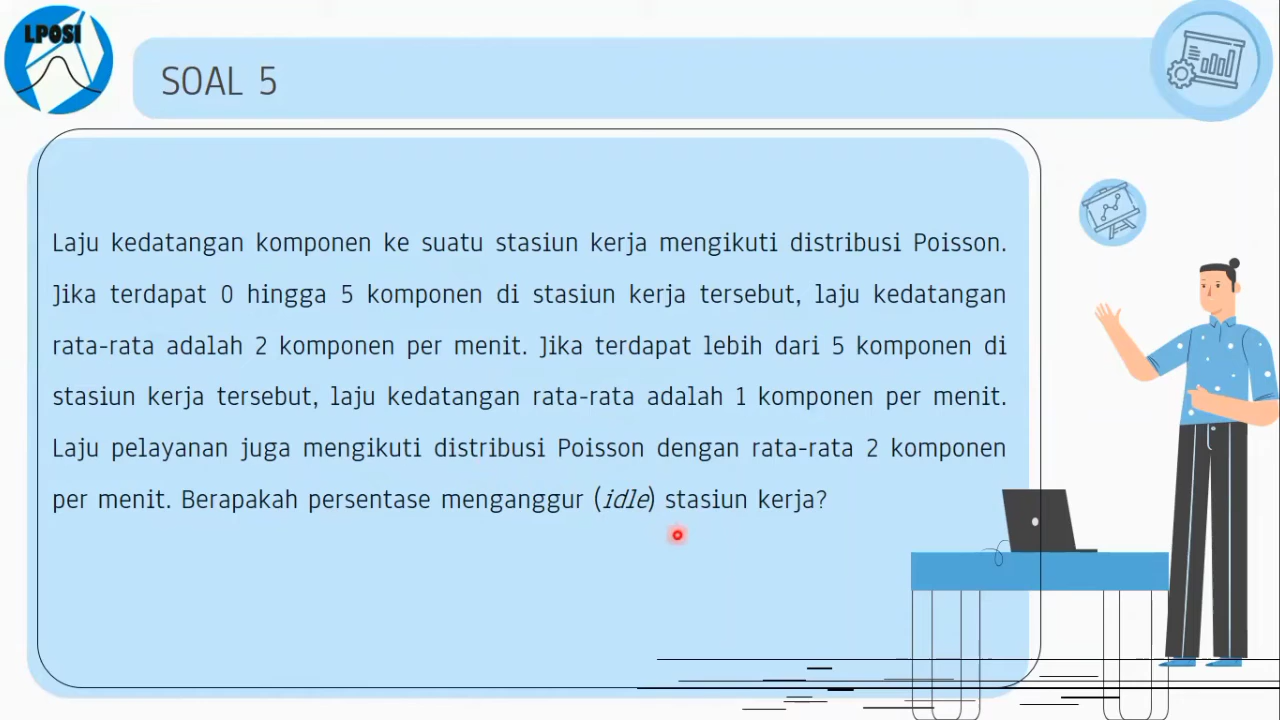 LPOSI
SOAL 5
Laju kedatangan komponen ke suatu stasiun kerja mengikuti distribusi Poisson.
Jika terdapat 0 hingga 5 komponen di stasiun kerja tersebut, laju kedatangan
rata-rata adalah 2 komponen per menit. Jika terdapat lebih dari 5 komponen di
stasiun kerja tersebut, laju kedatangan rata-rata adalah 1 komponen per menit.
Laju pelayanan juga mengikuti distribusi Poisson dengan rata-rata 2 komponen
per menit. Berapakah persentase menganggur (idle) stasiun kerja?